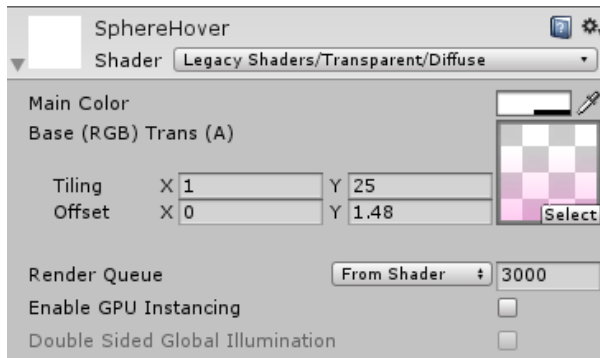 SphereHover
Shader Legacy Shaders/Transparent/Diffuse
Main Color
Base (RGB) Trans (A)
Tiling X 1 Y 25
Offset X 0 Y 1.48
Select
Render Queue From Shader 3000
Enable GPU Instancing
Double Sided Global Illumination